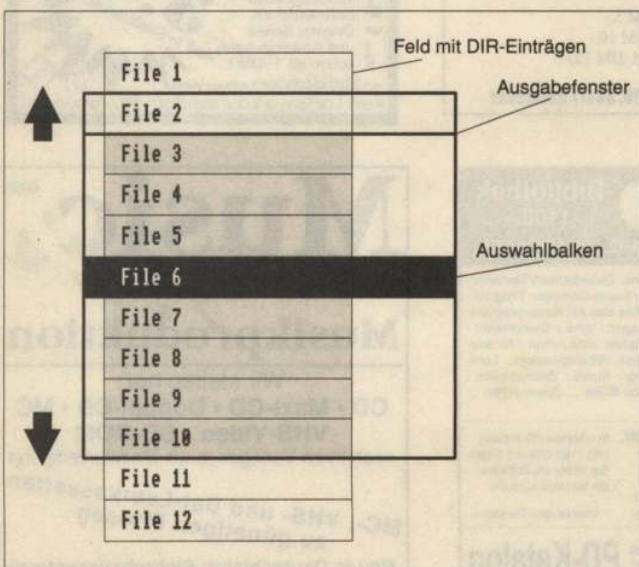 Feld mit DIR-Einträgen
Ausgabefenster
Auswahlbalken
File 1
File 2
File 3
File 4
File 5
File 6
File 7
File 8
File 9
File 10
File 11
File 12